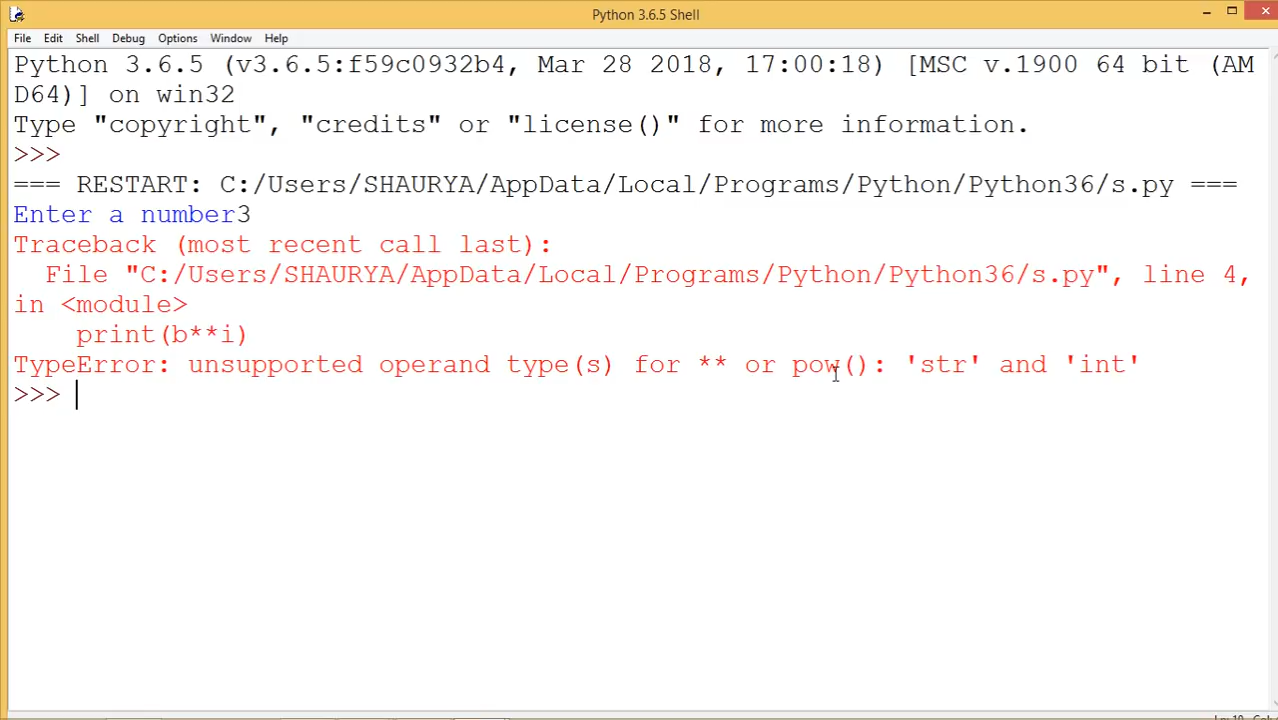 Python 3.6.5 Shell
File Edit Shell Debug Options Window Help
Python 3.6.5 (v3.6.5:f59c0932b4, Mar 28 2018, 17:00:18) [MSC v.1900 64 bit (AM
D64)] on win32
Type "copyright", "credits" or "license()" for more information.
>>>
=== RESTART: C:/Users/SHAURYA/AppData/Local/Programs/Python/Python36/s.py ===
Enter a number3
Traceback (most recent call last):
  File "C:/Users/SHAURYA/AppData/Local/Programs/Python/Python36/s.py", line 4,
in <module>
    print(b**i)
TypeError: unsupported operand type(s) for ** or pow(): 'str' and 'int'
>>>